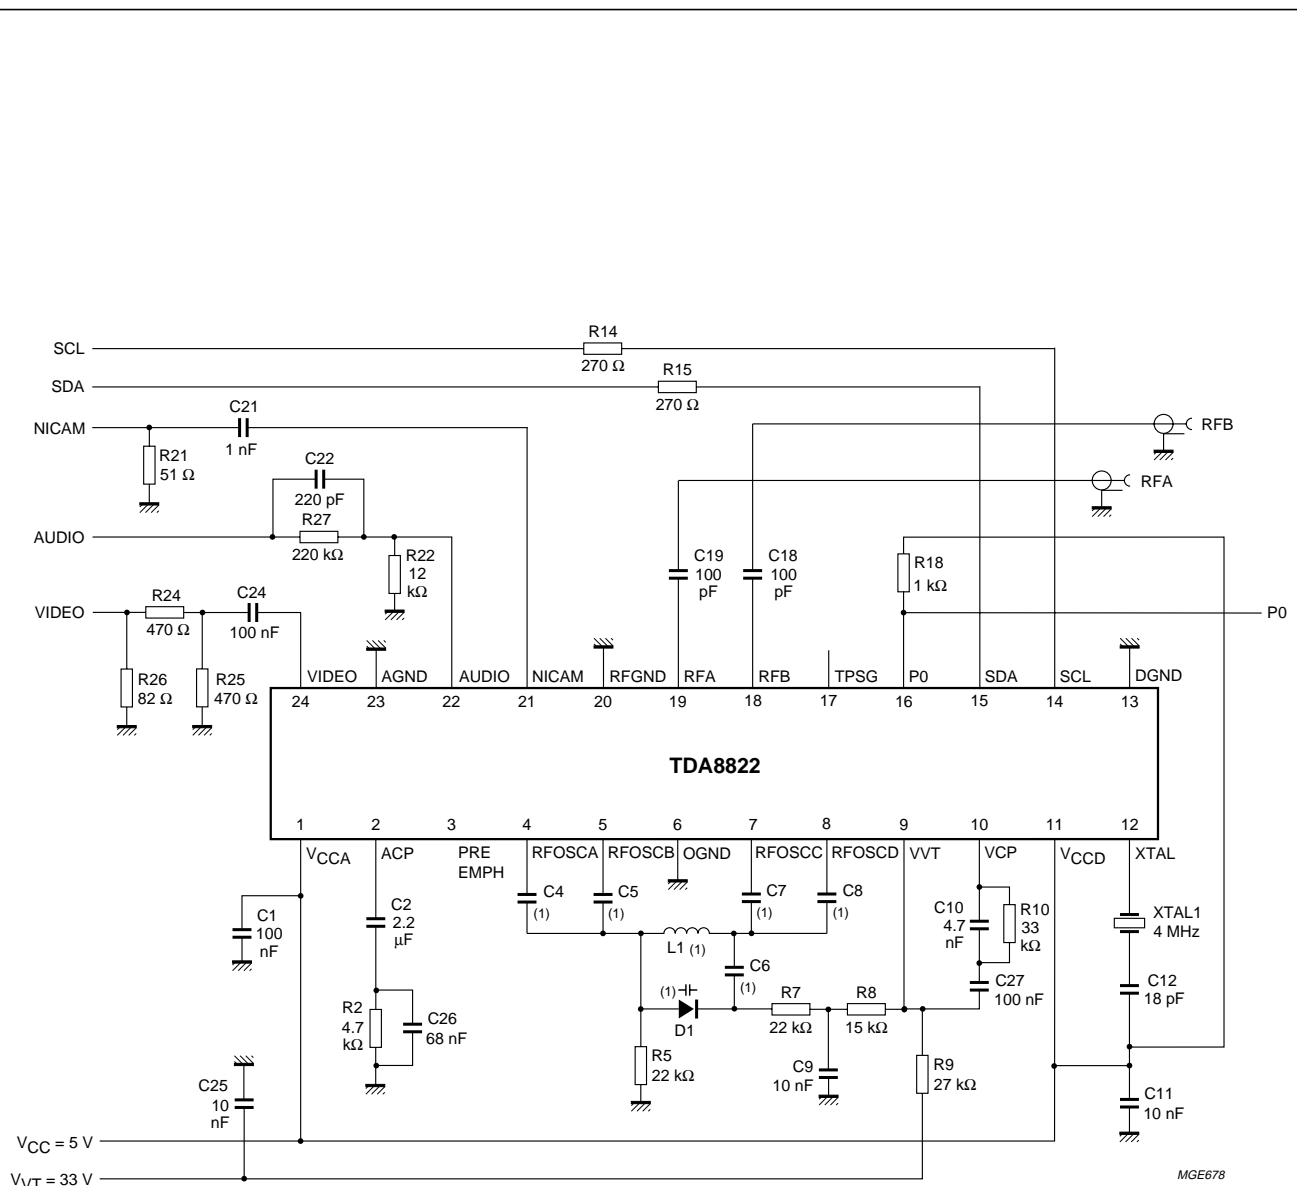 R14
SCL
270 Ω
R15
SDA
270 Ω
C21
NICAM
1 nF
RFB
R21
51 Ω
C22
220 pF
RFA
R27
AUDIO
220 kΩ
R22
12
kΩ
C19
100
pF
C18
100
pF
R18
1 kΩ
R24
C24
VIDEO
470 Ω
100 nF
P0
R26
82 Ω
R25
470 Ω
VIDEO AGND AUDIO NICAM RFGND RFA RFB TPSG P0 SDA SCL DGND
24 23 22 21 20 19 18 17 16 15 14 13
TDA8822
1 2 3 4 5 6 7 8 9 10 11 12
VCCA ACP PRE EMPH RFOSCA RFOSCB OGND RFOSCC RFOSCD VVT VCP VCCD XTAL
C1
100
nF
C2
2.2
μF
C4
(1)
C5
(1)
C7
(1)
C8
(1)
C10
4.7
nF
R10
33
kΩ
XTAL1
4 MHz
L1 (1)
C6
(1)
C27
100 nF
C12
18 pF
(1)
D1
R7
22 kΩ
R8
15 kΩ
R2
4.7
kΩ
C26
68 nF
R5
22 kΩ
C9
10 nF
R9
27 kΩ
C25
10
nF
C11
10 nF
VCC = 5 V
VVT = 33 V
MGE678